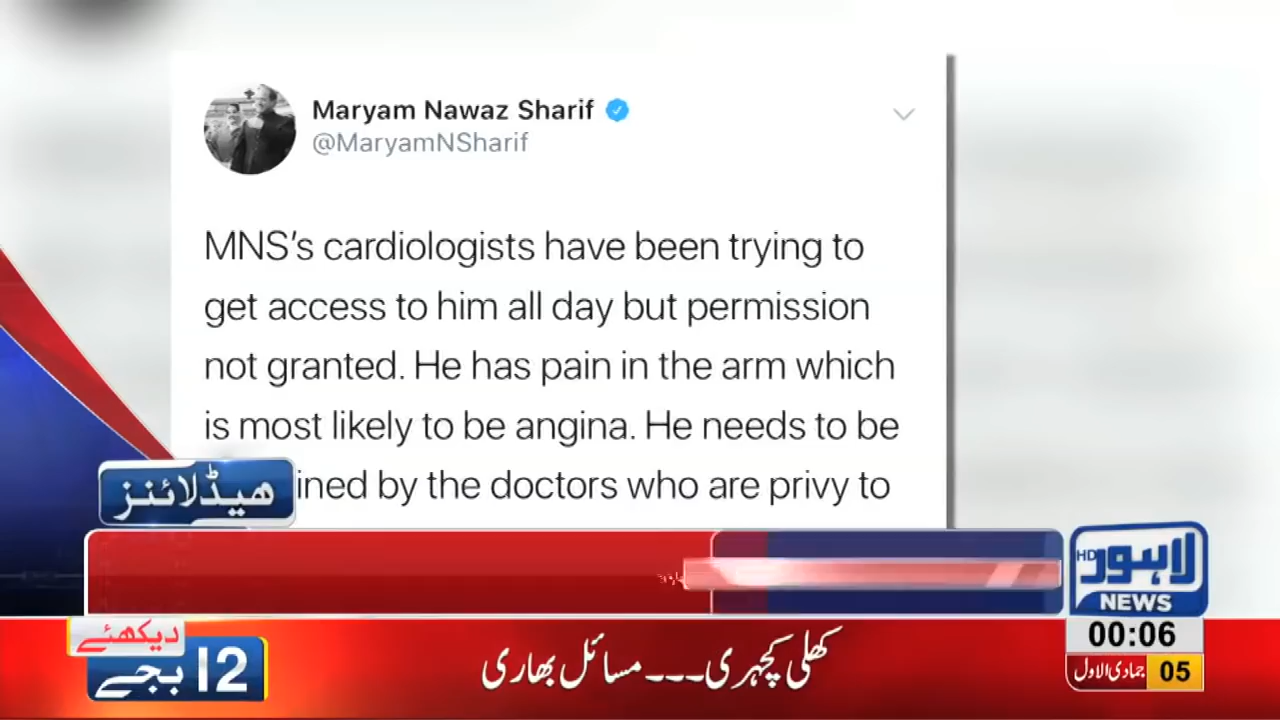 Maryam Nawaz Sharif
@MaryamNSharif
MNS's cardiologists have been trying to
get access to him all day but permission
not granted. He has pain in the arm which
is most likely to be angina. He needs to be
ined by the doctors who are privy to
ھیڈلائنز
HD لاہور
NEWS
00:06
05 جمادی الاول
دیکھئے
12 بجے
کھلی کچہری۔۔۔مسائل بھاری